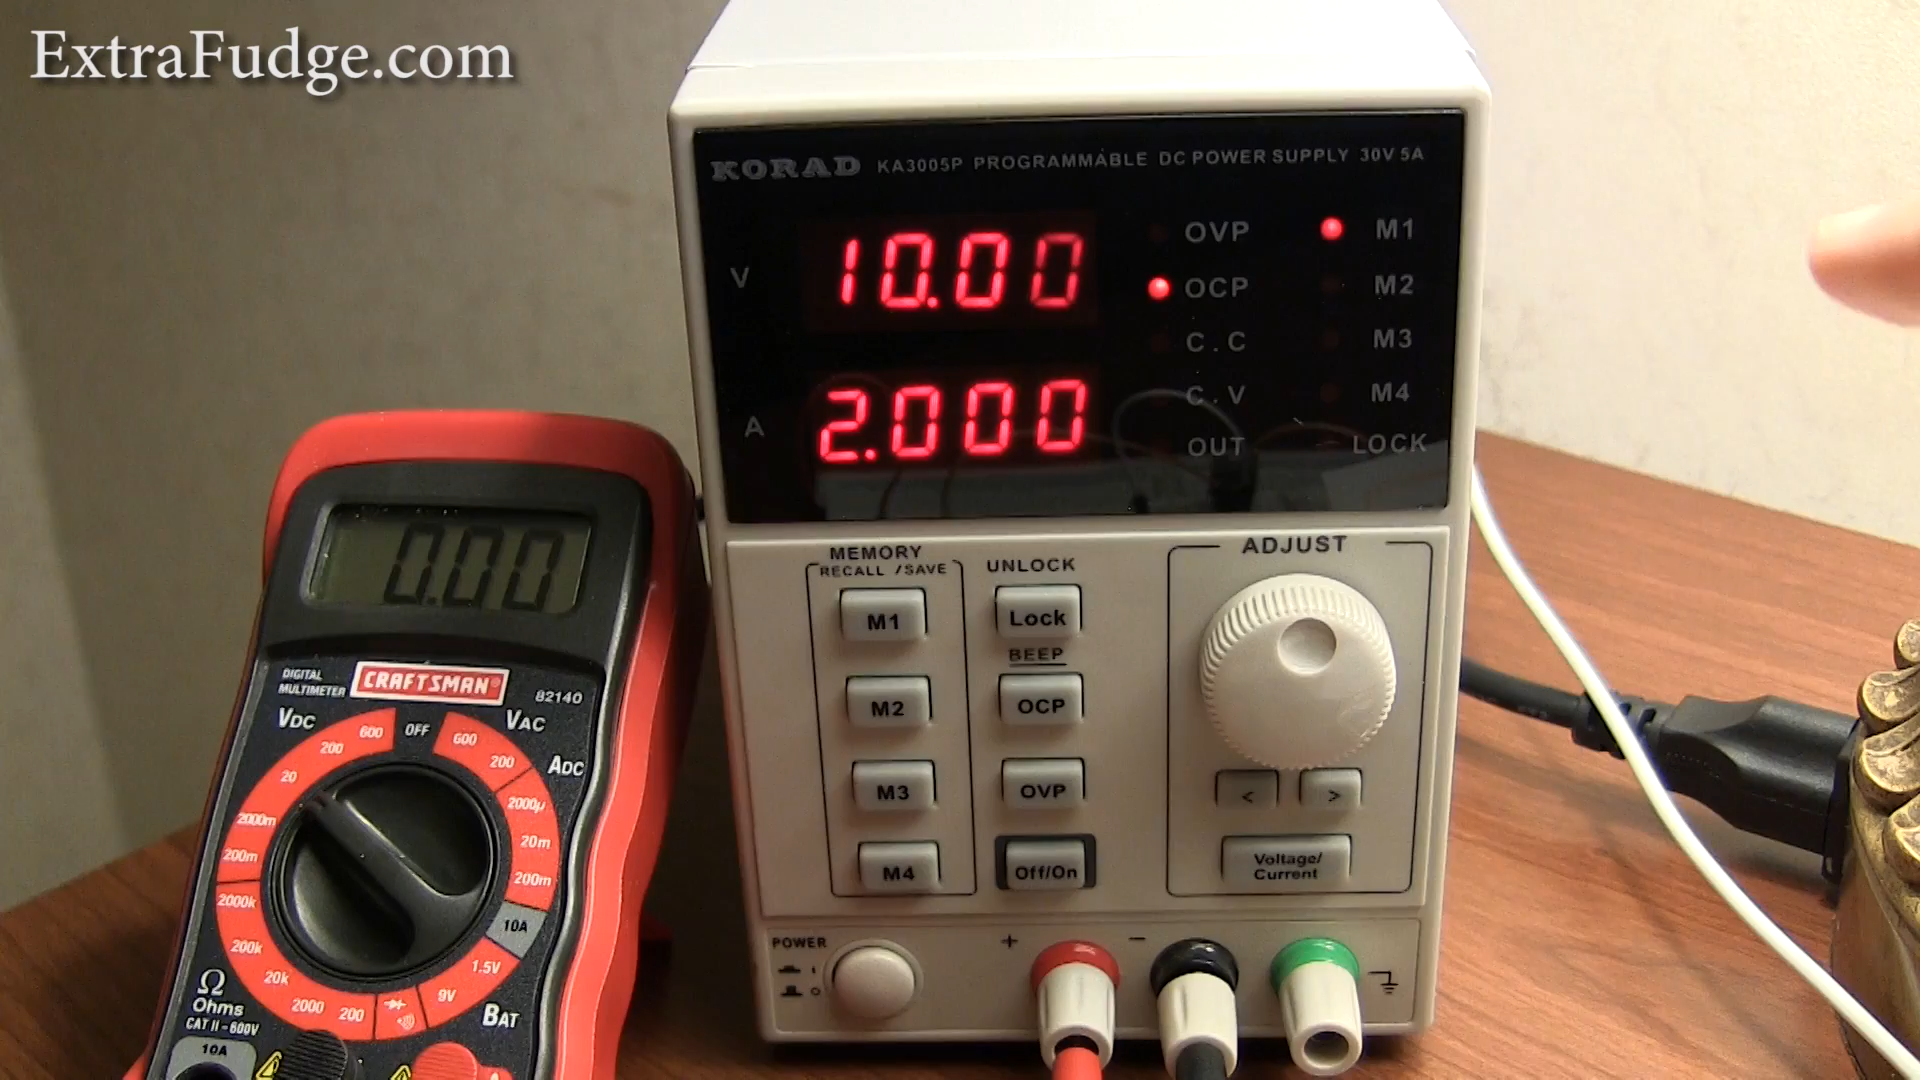 ExtraFudge.com
KORAD KA3005P PROGRAMMABLE DC POWER SUPPLY 30V 5A
V 10.00
A 2.000
OVP M1
OCP M2
C.C M3
C.V M4
OUT LOCK
MEMORY
RECALL /SAVE
M1
M2
M3
M4
UNLOCK
Lock
BEEP
OCP
OVP
Off/On
ADJUST
< >
Voltage/
Current
POWER
I
O
+ −
0.00
DIGITAL
MULTIMETER
CRAFTSMAN®
82140
VDC
OFF
VAC
ADC
600
200
20
2000m
200m
2000k
200k
20k
2000
200
600
200
2000µ
20m
200m
10A
1.5V
9V
BAT
Ω
Ohms
CAT II - 600V
10A